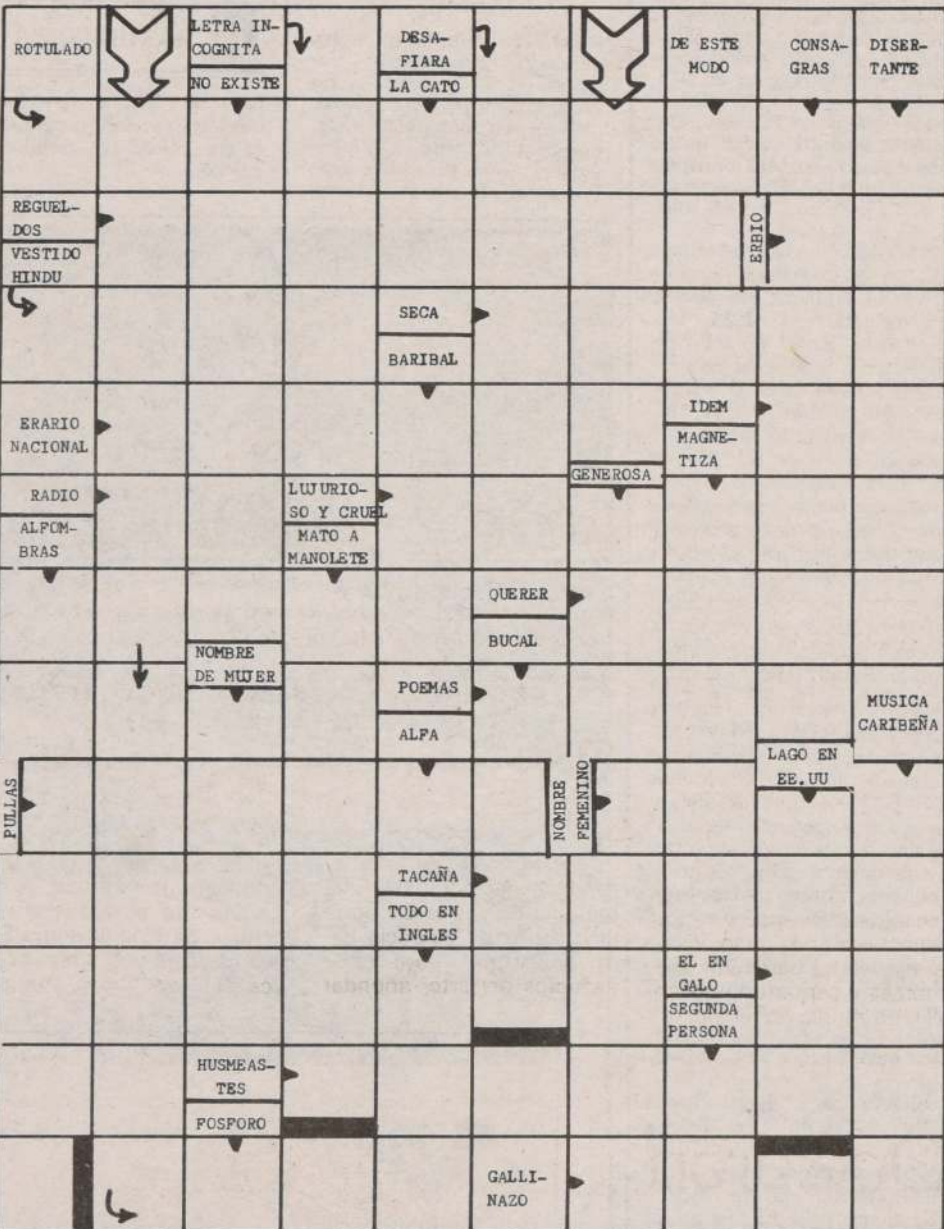 ROTULADO
LETRA IN-
COGNITA
NO EXISTE
DESA-
FIARA
LA CATO
DE ESTE
MODO
CONSA-
GRAS
DISER-
TANTE
REGUEL-
DOS
VESTIDO
HINDU
ERBIO
SECA
BARIBAL
ERARIO
NACIONAL
IDEM
MAGNE-
TIZA
GENEROSA
RADIO
ALFOM-
BRAS
LUJURIO-
SO Y CRUEL
MATO A
MANOLETE
QUERER
BUCAL
NOMBRE
DE MUJER
POEMAS
ALFA
MUSICA
CARIBEÑA
LAGO EN
EE.UU
PULLAS
NOMBRE
FEMENINO
TACAÑA
TODO EN
INGLES
EL EN
GALO
SEGUNDA
PERSONA
HUSMEAS-
TES
FOSFORO
GALLI-
NAZO